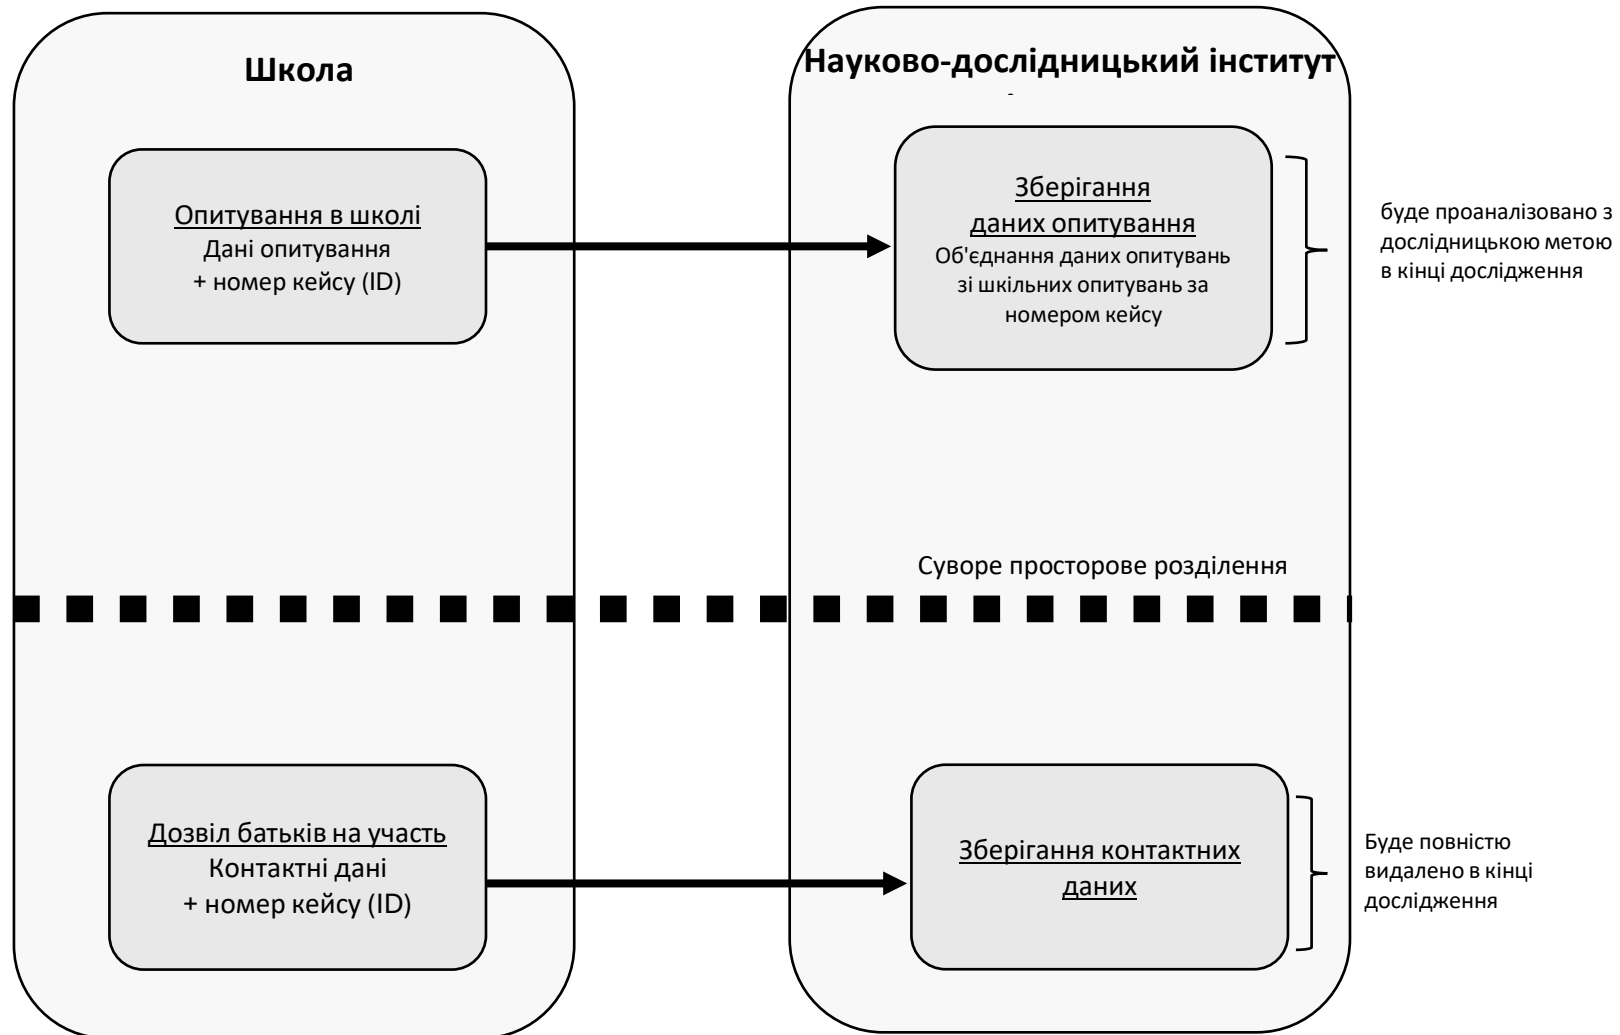 Школа
Опитування в школі
Дані опитування
+ номер кейсу (ID)
Науково-дослідницький інститут
Зберігання
даних опитування
Об'єднання даних опитувань
зі шкільних опитувань за
номером кейсу
буде проаналізовано з
дослідницькою метою
в кінці дослідження
Суворе просторове розділення
Дозвіл батьків на участь
Контактні дані
+ номер кейсу (ID)
Зберігання контактних
даних
Буде повністю
видалено в кінці
дослідження